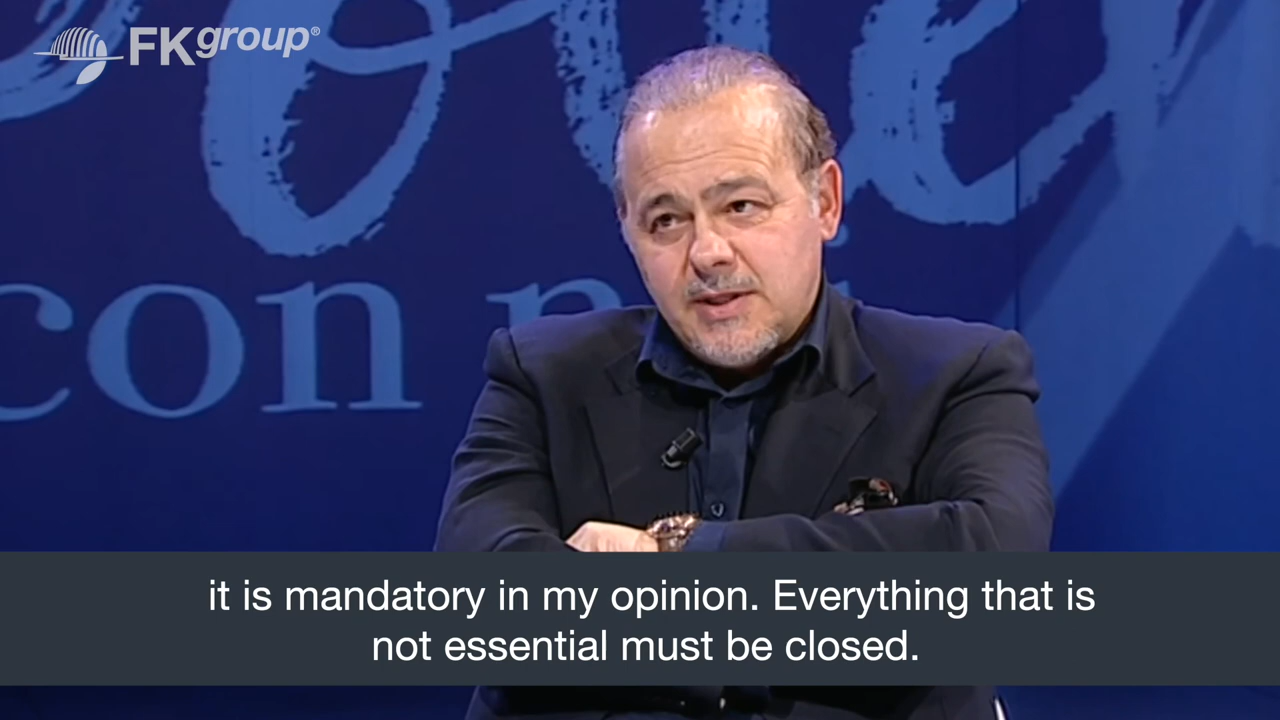 FKgroup®
con
it is mandatory in my opinion. Everything that is
not essential must be closed.